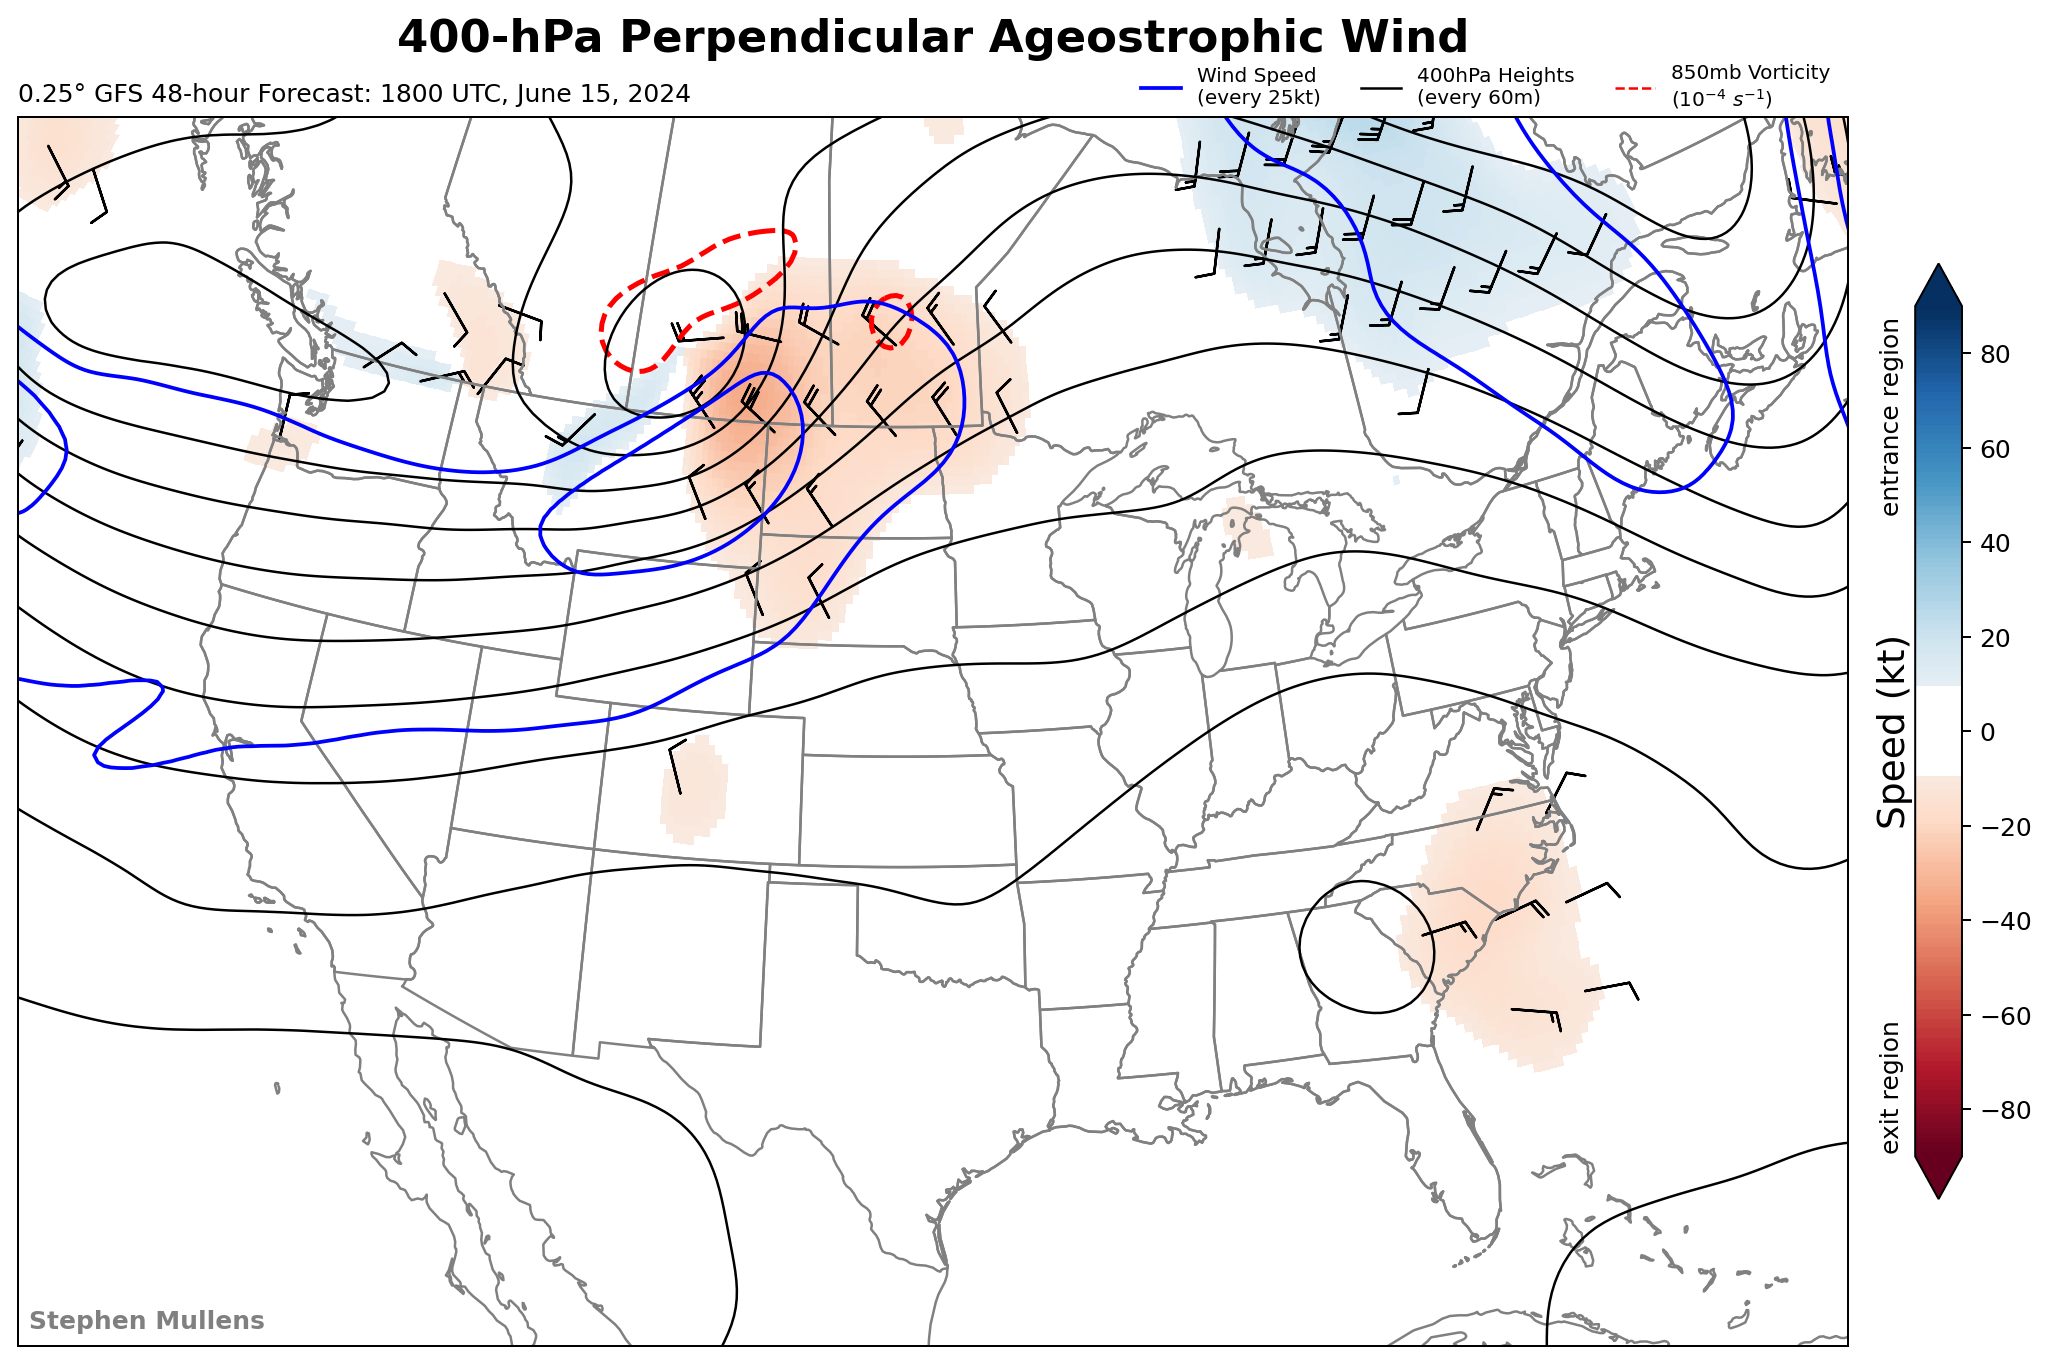 400-hPa Perpendicular Ageostrophic Wind
0.25° GFS 48-hour Forecast: 1800 UTC, June 15, 2024
Wind Speed
(every 25kt)
400hPa Heights
(every 60m)
850mb Vorticity
(10⁻⁴ s⁻¹)
entrance region
Speed (kt)
exit region
80
60
40
20
0
−20
−40
−60
−80
Stephen Mullens